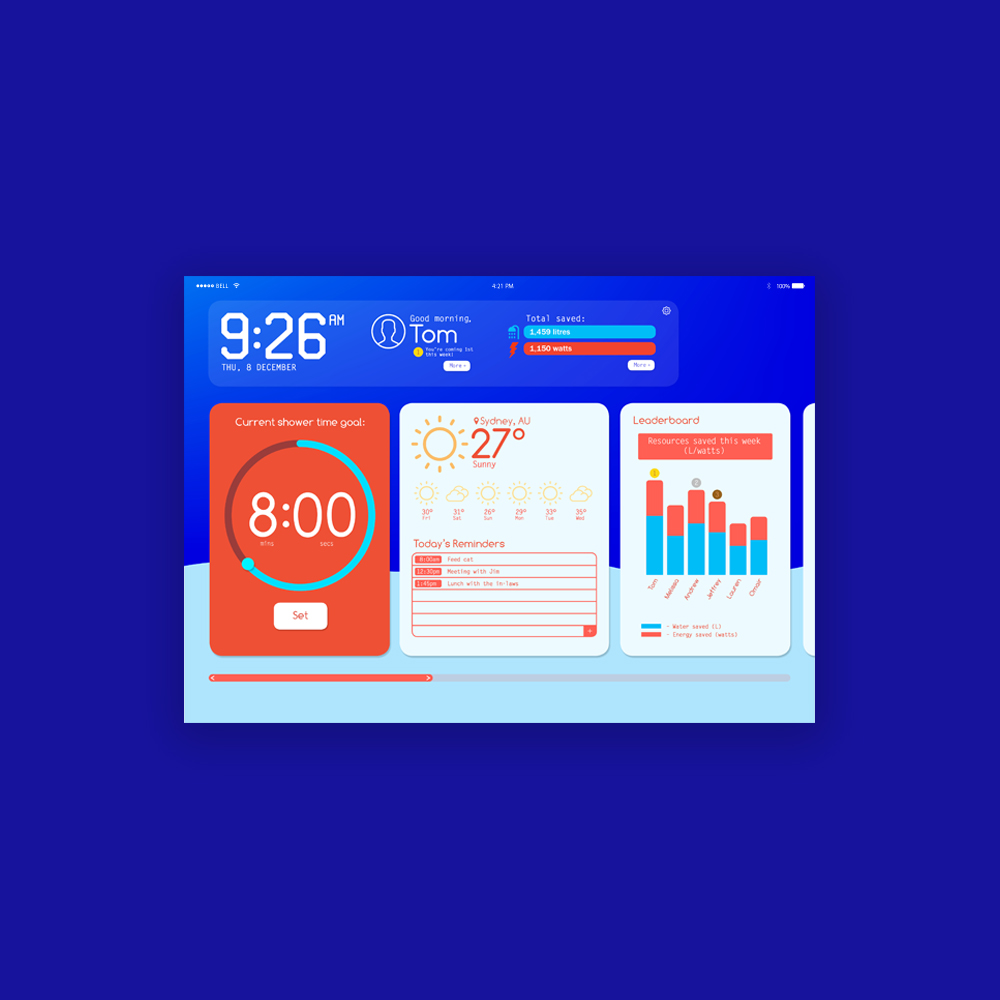 BELL
4:21 PM
100%
9:26 AM
THU, 8 DECEMBER
Good morning,
Tom
1
You're coming 1st
this week!
More >
Total saved:
1,459 litres
1,150 watts
More >
Current shower time goal:
8:00
mins secs
Set
Sydney, AU
27°
Sunny
30° 31° 26° 29° 33° 35°
Fri Sat Sun Mon Tue Wed
Today's Reminders
8:00am Feed cat
12:30pm Meeting with Jim
1:45pm Lunch with the in-laws
+
Leaderboard
Resources saved this week
(L/watts)
1 2 3
Tom Melissa Andrew Jeffrey Lauren Omar
- Water saved (L)
- Energy saved (watts)
< >